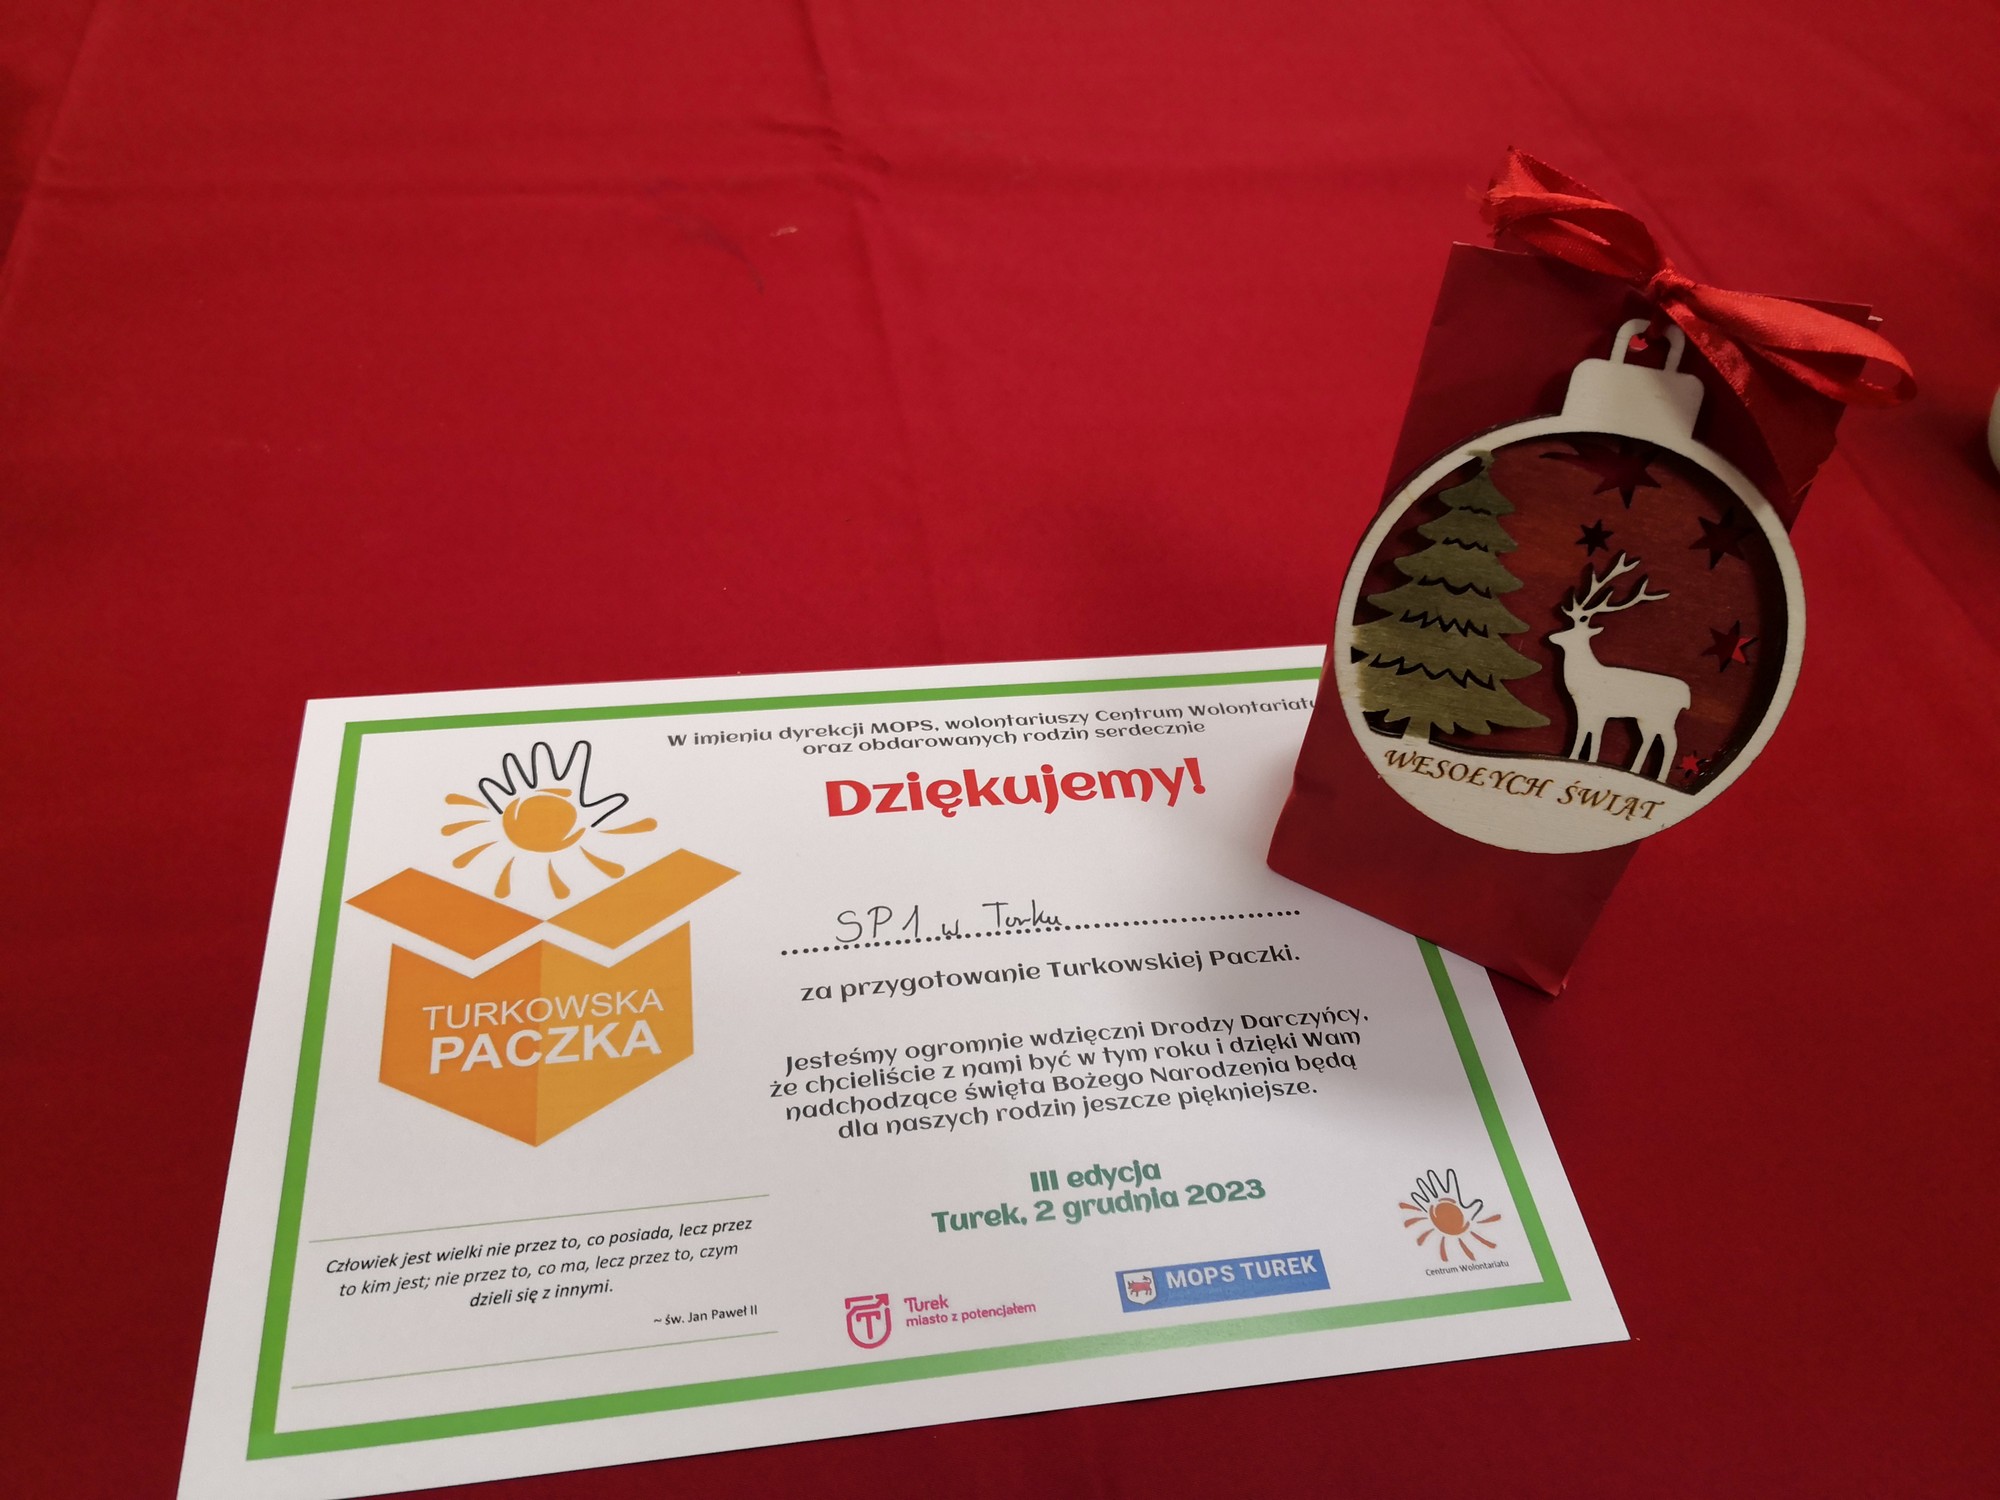 W imieniu dyrekcji MOPS, wolontariuszy Centrum Wolontariatu
oraz obdarowanych rodzin serdecznie
Dziękujemy!
SP1 w Turku
za przygotowanie Turkowskiej Paczki.
Jesteśmy ogromnie wdzięczni Drodzy Darczyńcy,
że chcieliście z nami być w tym roku i dzięki Wam
nadchodzące święta Bożego Narodzenia będą
dla naszych rodzin jeszcze piękniejsze.
III edycja
Turek, 2 grudnia 2023
TURKOWSKA
PACZKA
Człowiek jest wielki nie przez to, co posiada, lecz przez
to kim jest; nie przez to, co ma, lecz przez to, czym
dzieli się z innymi.
~ św. Jan Paweł II
Turek
miasto z potencjałem
MOPS TUREK
Centrum Wolontariatu
WESOŁYCH ŚWIĄT